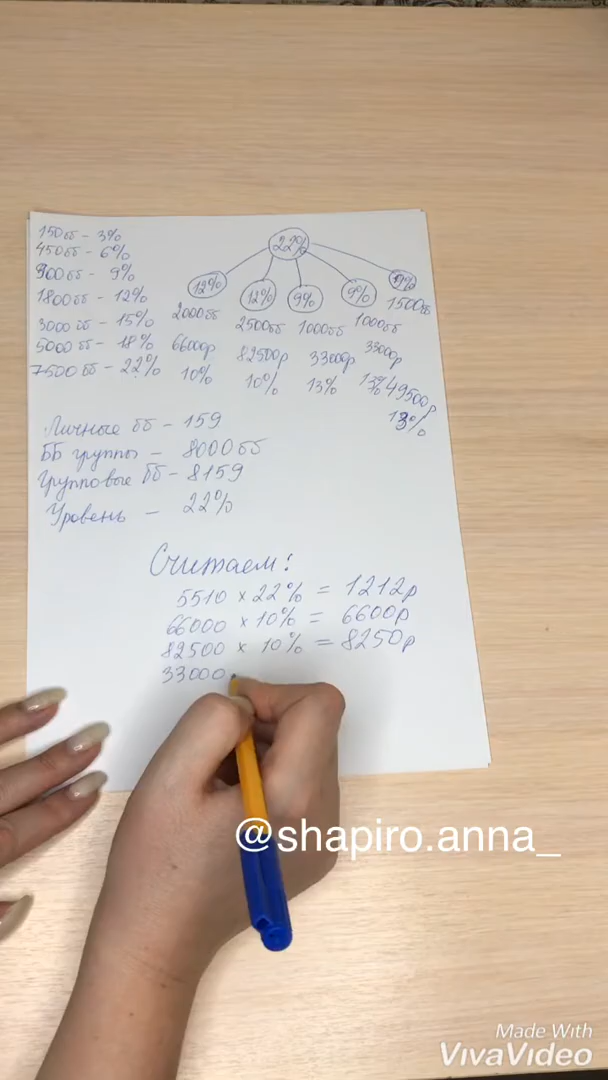 150бб - 3%
450бб - 6%
900бб - 9%
1800бб - 12%
3000бб - 15%
5000бб - 18%
7500бб - 22%
22%
12% 12% 9% 9%
2000бб 2500бб 1000бб 1000бб 1500бб
6600р 82500р 33000р 3300р 49500р
10% 10% 13% 13% 13%
Личные бб - 159
ББ группы - 8000бб
Групповые бб - 8159
Уровень - 22%
Считаем:
5510 × 22% = 1212р
66000 × 10% = 6600р
82500 × 10% = 8250р
33000
@shapiro.anna_
Made With
VivaVideo